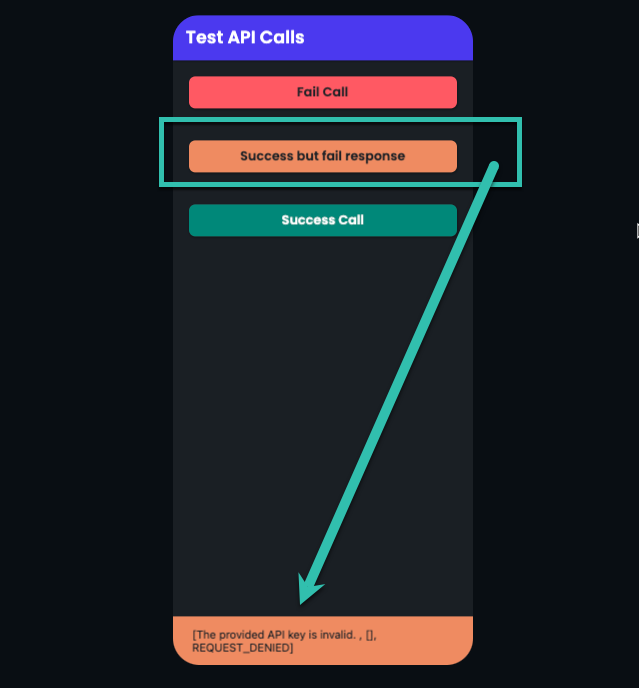 Test API Calls
Fail Call
Success but fail response
Success Call
[The provided API key is invalid. , [],
REQUEST_DENIED]